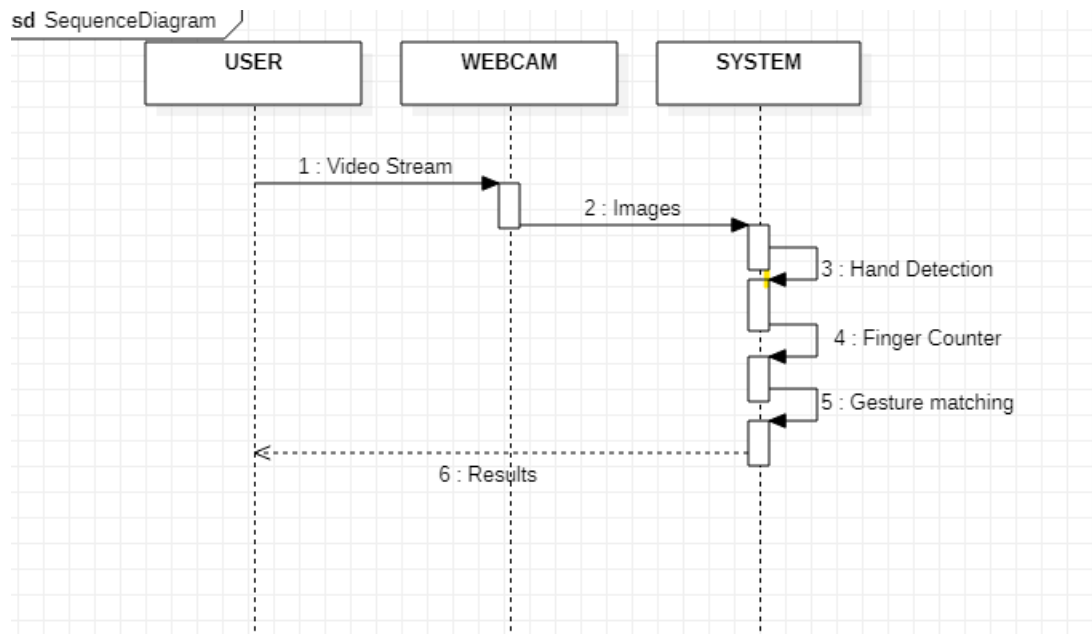 sd SequenceDiagram
USER
WEBCAM
SYSTEM
1 : Video Stream
2 : Images
3 : Hand Detection
4 : Finger Counter
5 : Gesture matching
6 : Results